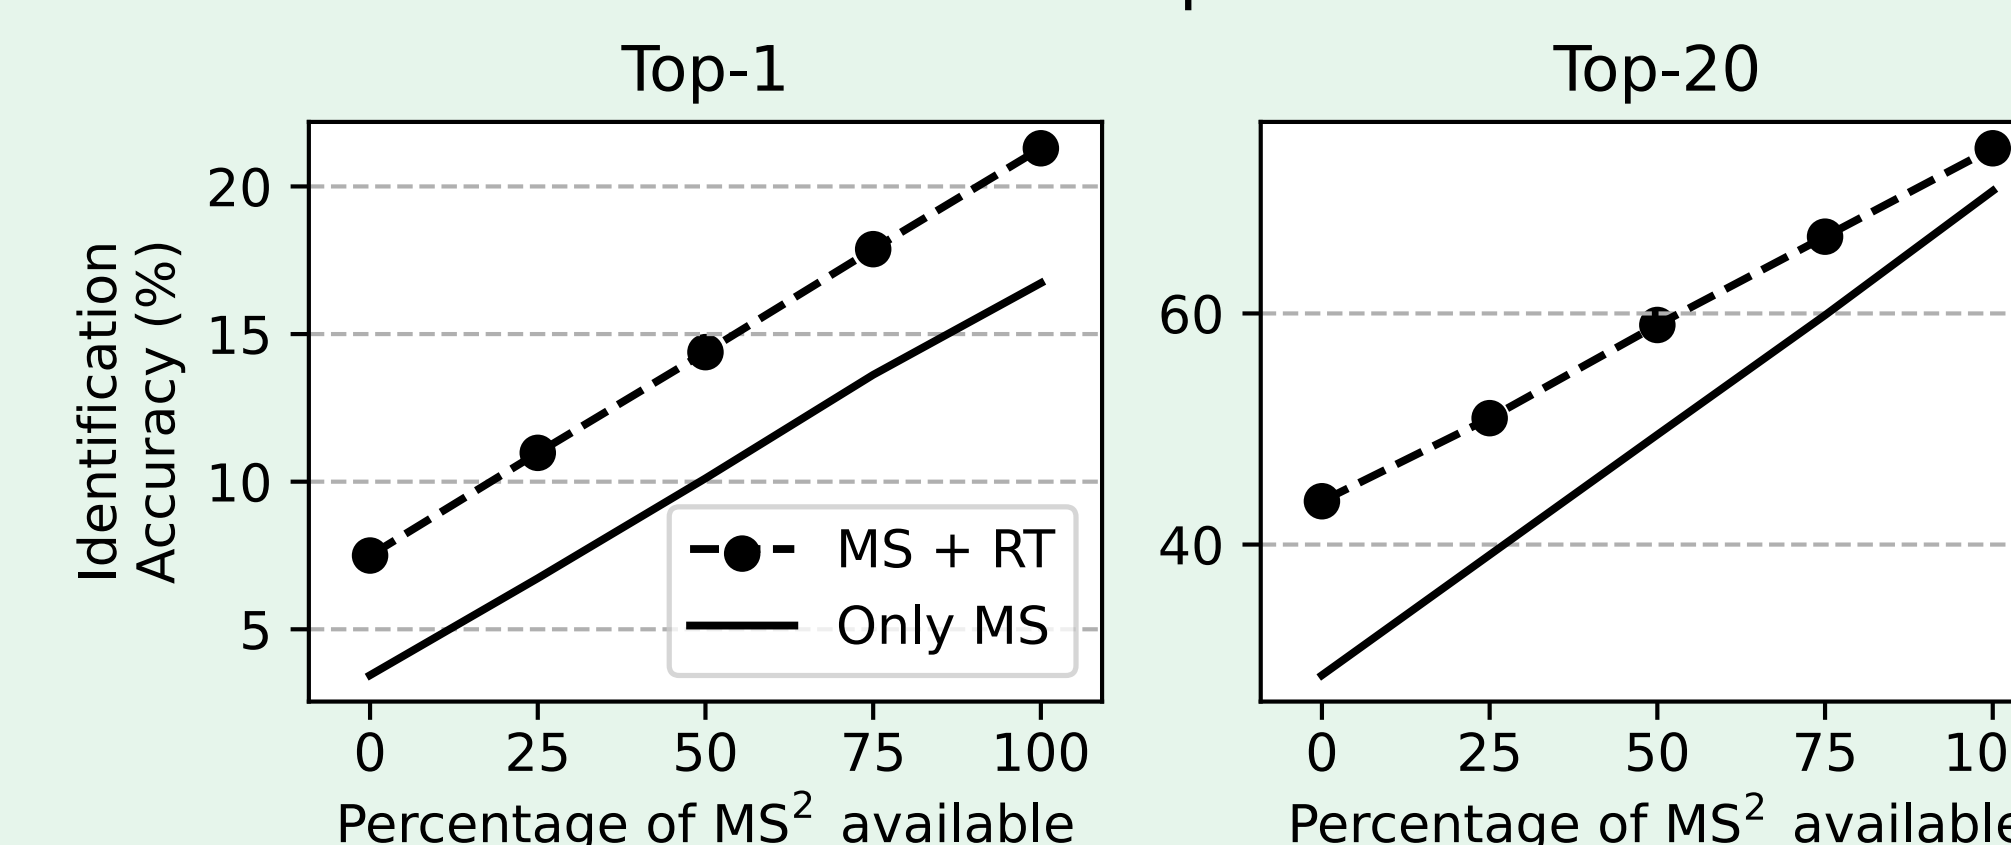 Top-1
Identification
Accuracy (%)
20
15
10
5
MS + RT
Only MS
0 25 50 75 100
Percentage of MS² available
Top-20
60
40
0 25 50 75 10
Percentage of MS² available